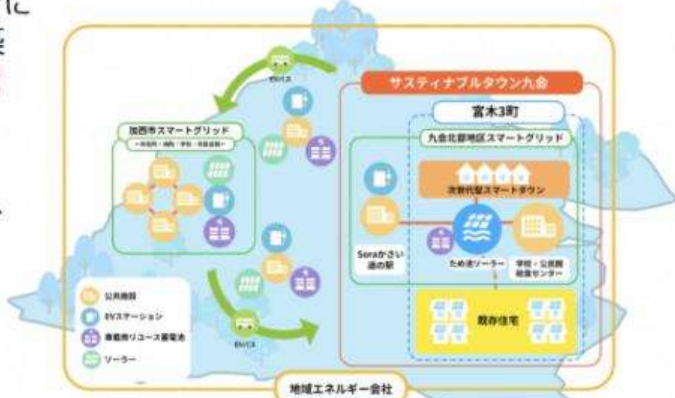 に
EVバス
サスティナブルタウン九会
富木3町
九会北部地区スマートグリッド
加西市スマートグリッド
次世代型スマートタウン
Soraかさい
道の駅
ため池ソーラー
学校・公民館
給食センター
既存住宅
公共施設
EVステーション
車載用リユース蓄電池
ソーラー
EVバス
地域エネルギー会社